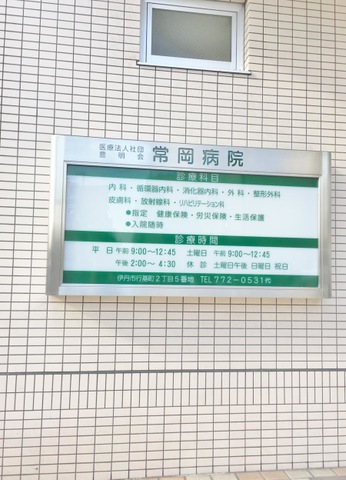 医療法人社団 豊明会 常岡病院
診療科目
内科・循環器内科・消化器内科・外科・整形外科
皮膚科・放射線科・リハビリテーション科
●指定 健康保険・労災保険・生活保護
●入院随時
診療時間
平日 午前 9:00～12:45 土曜日 午前 9:00～12:45
午後 2:00～ 4:30 休診 土曜日午後 日曜日 祝日
伊丹市行基町2丁目5番地 TEL 772-0531㈹